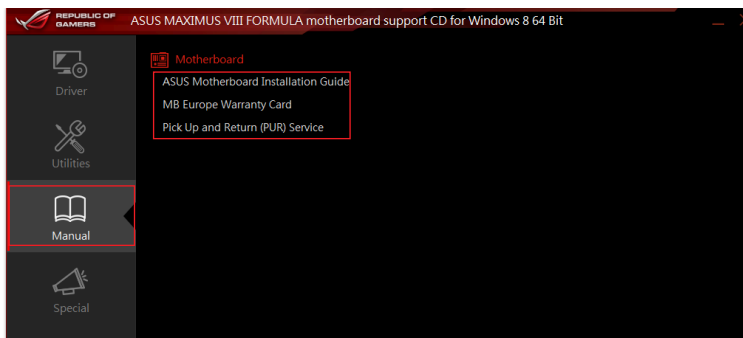 REPUBLIC OF
GAMERS
ASUS MAXIMUS VIII FORMULA motherboard support CD for Windows 8 64 Bit
Driver
Utilities
Manual
Special
Motherboard
ASUS Motherboard Installation Guide
MB Europe Warranty Card
Pick Up and Return (PUR) Service